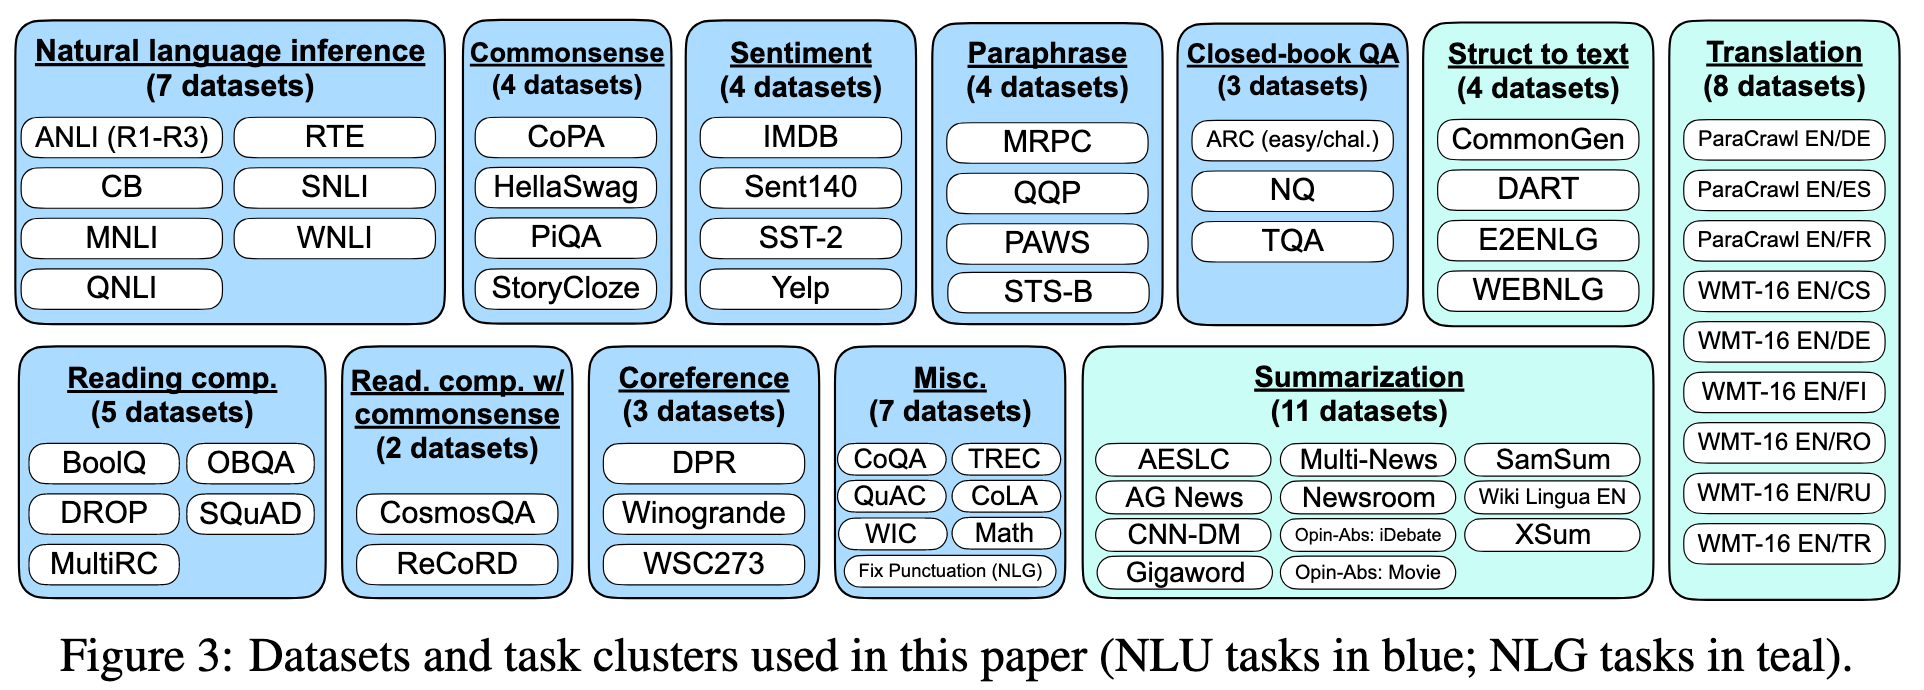 Natural language inference
(7 datasets)
ANLI (R1-R3)
RTE
CB
SNLI
MNLI
WNLI
QNLI
Commonsense
(4 datasets)
CoPA
HellaSwag
PiQA
StoryCloze
Sentiment
(4 datasets)
IMDB
Sent140
SST-2
Yelp
Paraphrase
(4 datasets)
MRPC
QQP
PAWS
STS-B
Closed-book QA
(3 datasets)
ARC (easy/chal.)
NQ
TQA
Struct to text
(4 datasets)
CommonGen
DART
E2ENLG
WEBNLG
Translation
(8 datasets)
ParaCrawl EN/DE
ParaCrawl EN/ES
ParaCrawl EN/FR
WMT-16 EN/CS
WMT-16 EN/DE
WMT-16 EN/FI
WMT-16 EN/RO
WMT-16 EN/RU
WMT-16 EN/TR
Reading comp.
(5 datasets)
BoolQ
OBQA
DROP
SQuAD
MultiRC
Read. comp. w/
commonsense
(2 datasets)
CosmosQA
ReCoRD
Coreference
(3 datasets)
DPR
Winogrande
WSC273
Misc.
(7 datasets)
CoQA
TREC
QuAC
CoLA
WIC
Math
Fix Punctuation (NLG)
Summarization
(11 datasets)
AESLC
Multi-News
SamSum
AG News
Newsroom
Wiki Lingua EN
CNN-DM
Opin-Abs: iDebate
XSum
Gigaword
Opin-Abs: Movie
Figure 3: Datasets and task clusters used in this paper (NLU tasks in blue; NLG tasks in teal).